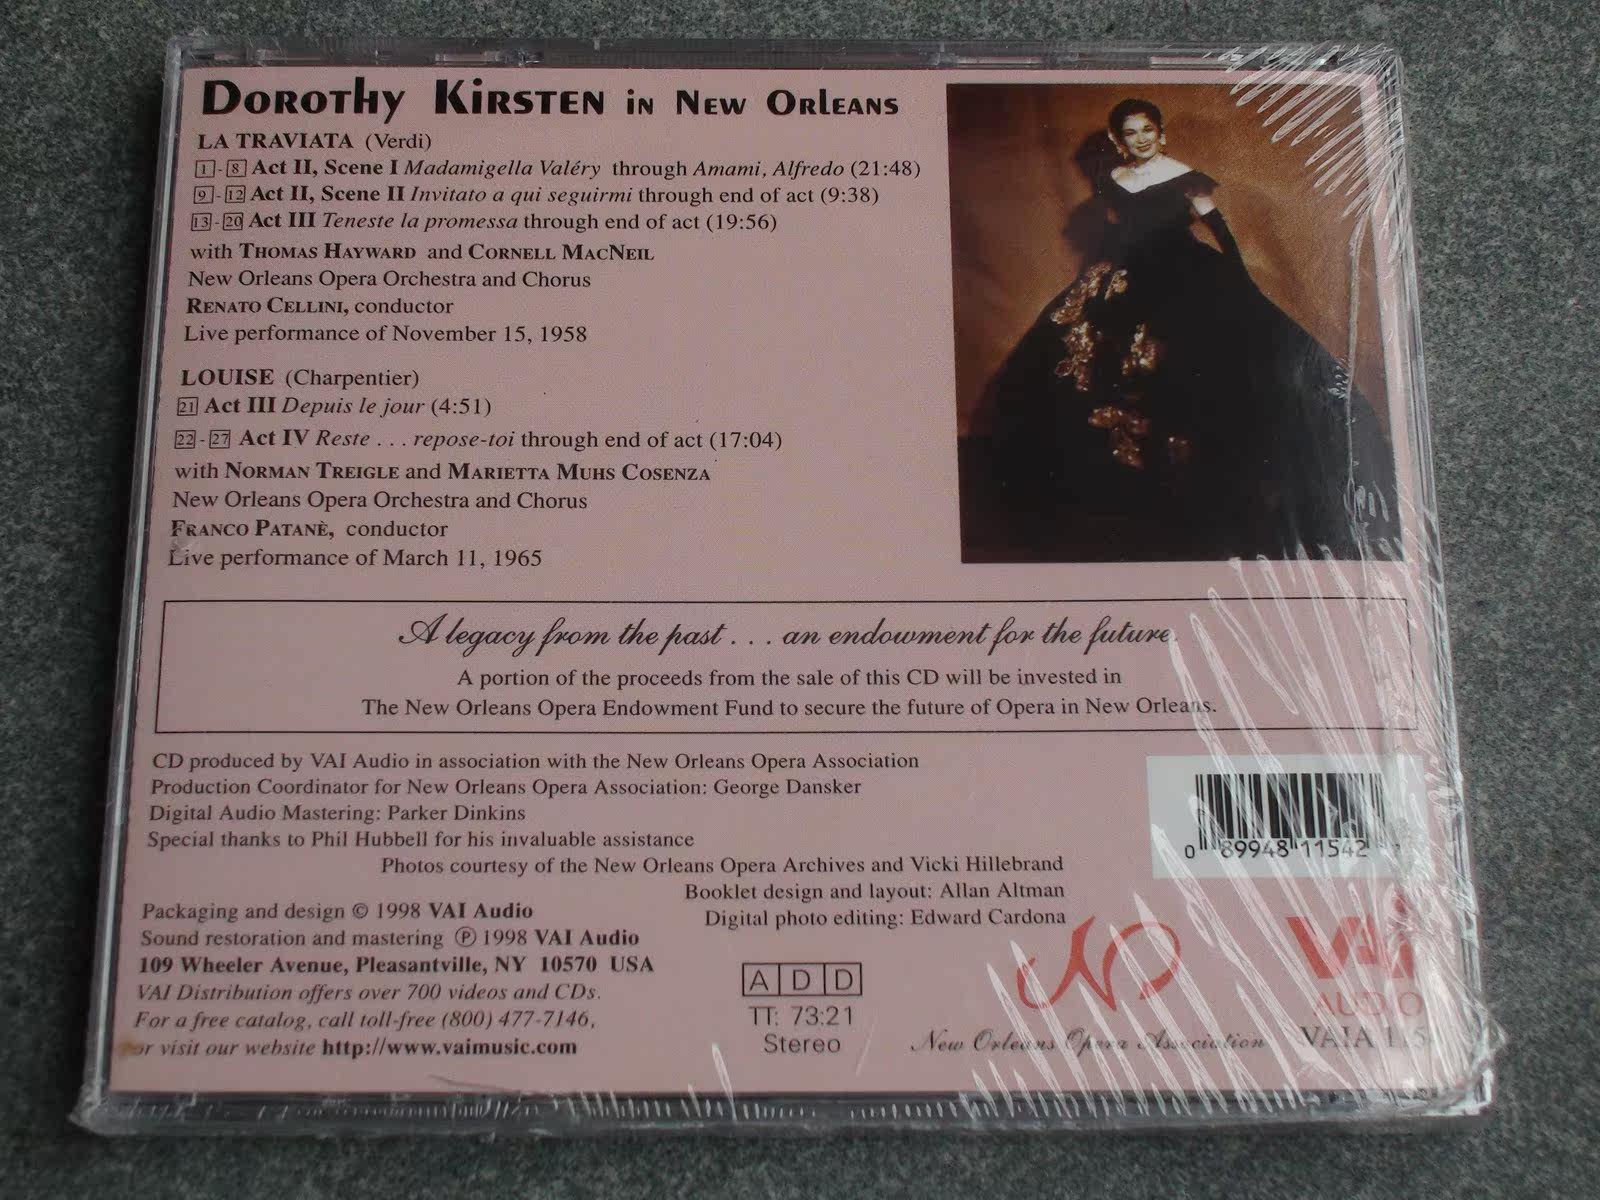 Dorothy Kirsten in New Orleans
LA TRAVIATA (Verdi)
1 - 8 Act II, Scene I Madamigella Valéry through Amami, Alfredo (21:48)
9 - 12 Act II, Scene II Invitato a qui seguirmi through end of act (9:38)
13 - 20 Act III Teneste la promessa through end of act (19:56)
with Thomas Hayward and Cornell MacNeil
New Orleans Opera Orchestra and Chorus
Renato Cellini, conductor
Live performance of November 15, 1958
LOUISE (Charpentier)
21 Act III Depuis le jour (4:51)
22 - 27 Act IV Reste . . . repose-toi through end of act (17:04)
with Norman Treigle and Marietta Muhs Cosenza
New Orleans Opera Orchestra and Chorus
Franco Patanè, conductor
Live performance of March 11, 1965
A legacy from the past . . . an endowment for the future.
A portion of the proceeds from the sale of this CD will be invested in
The New Orleans Opera Endowment Fund to secure the future of Opera in New Orleans.
CD produced by VAI Audio in association with the New Orleans Opera Association
Production Coordinator for New Orleans Opera Association: George Dansker
Digital Audio Mastering: Parker Dinkins
Special thanks to Phil Hubbell for his invaluable assistance
Photos courtesy of the New Orleans Opera Archives and Vicki Hillebrand
Booklet design and layout: Allan Altman
Digital photo editing: Edward Cardona
Packaging and design © 1998 VAI Audio
Sound restoration and mastering ℗ 1998 VAI Audio
109 Wheeler Avenue, Pleasantville, NY 10570 USA
VAI Distribution offers over 700 videos and CDs.
For a free catalog, call toll-free (800) 477-7146,
or visit our website http://www.vaimusic.com
ADD
TT: 73:21
Stereo
New Orleans Opera Association
0 89948 11542
VAI
AUDIO
VAIA 115